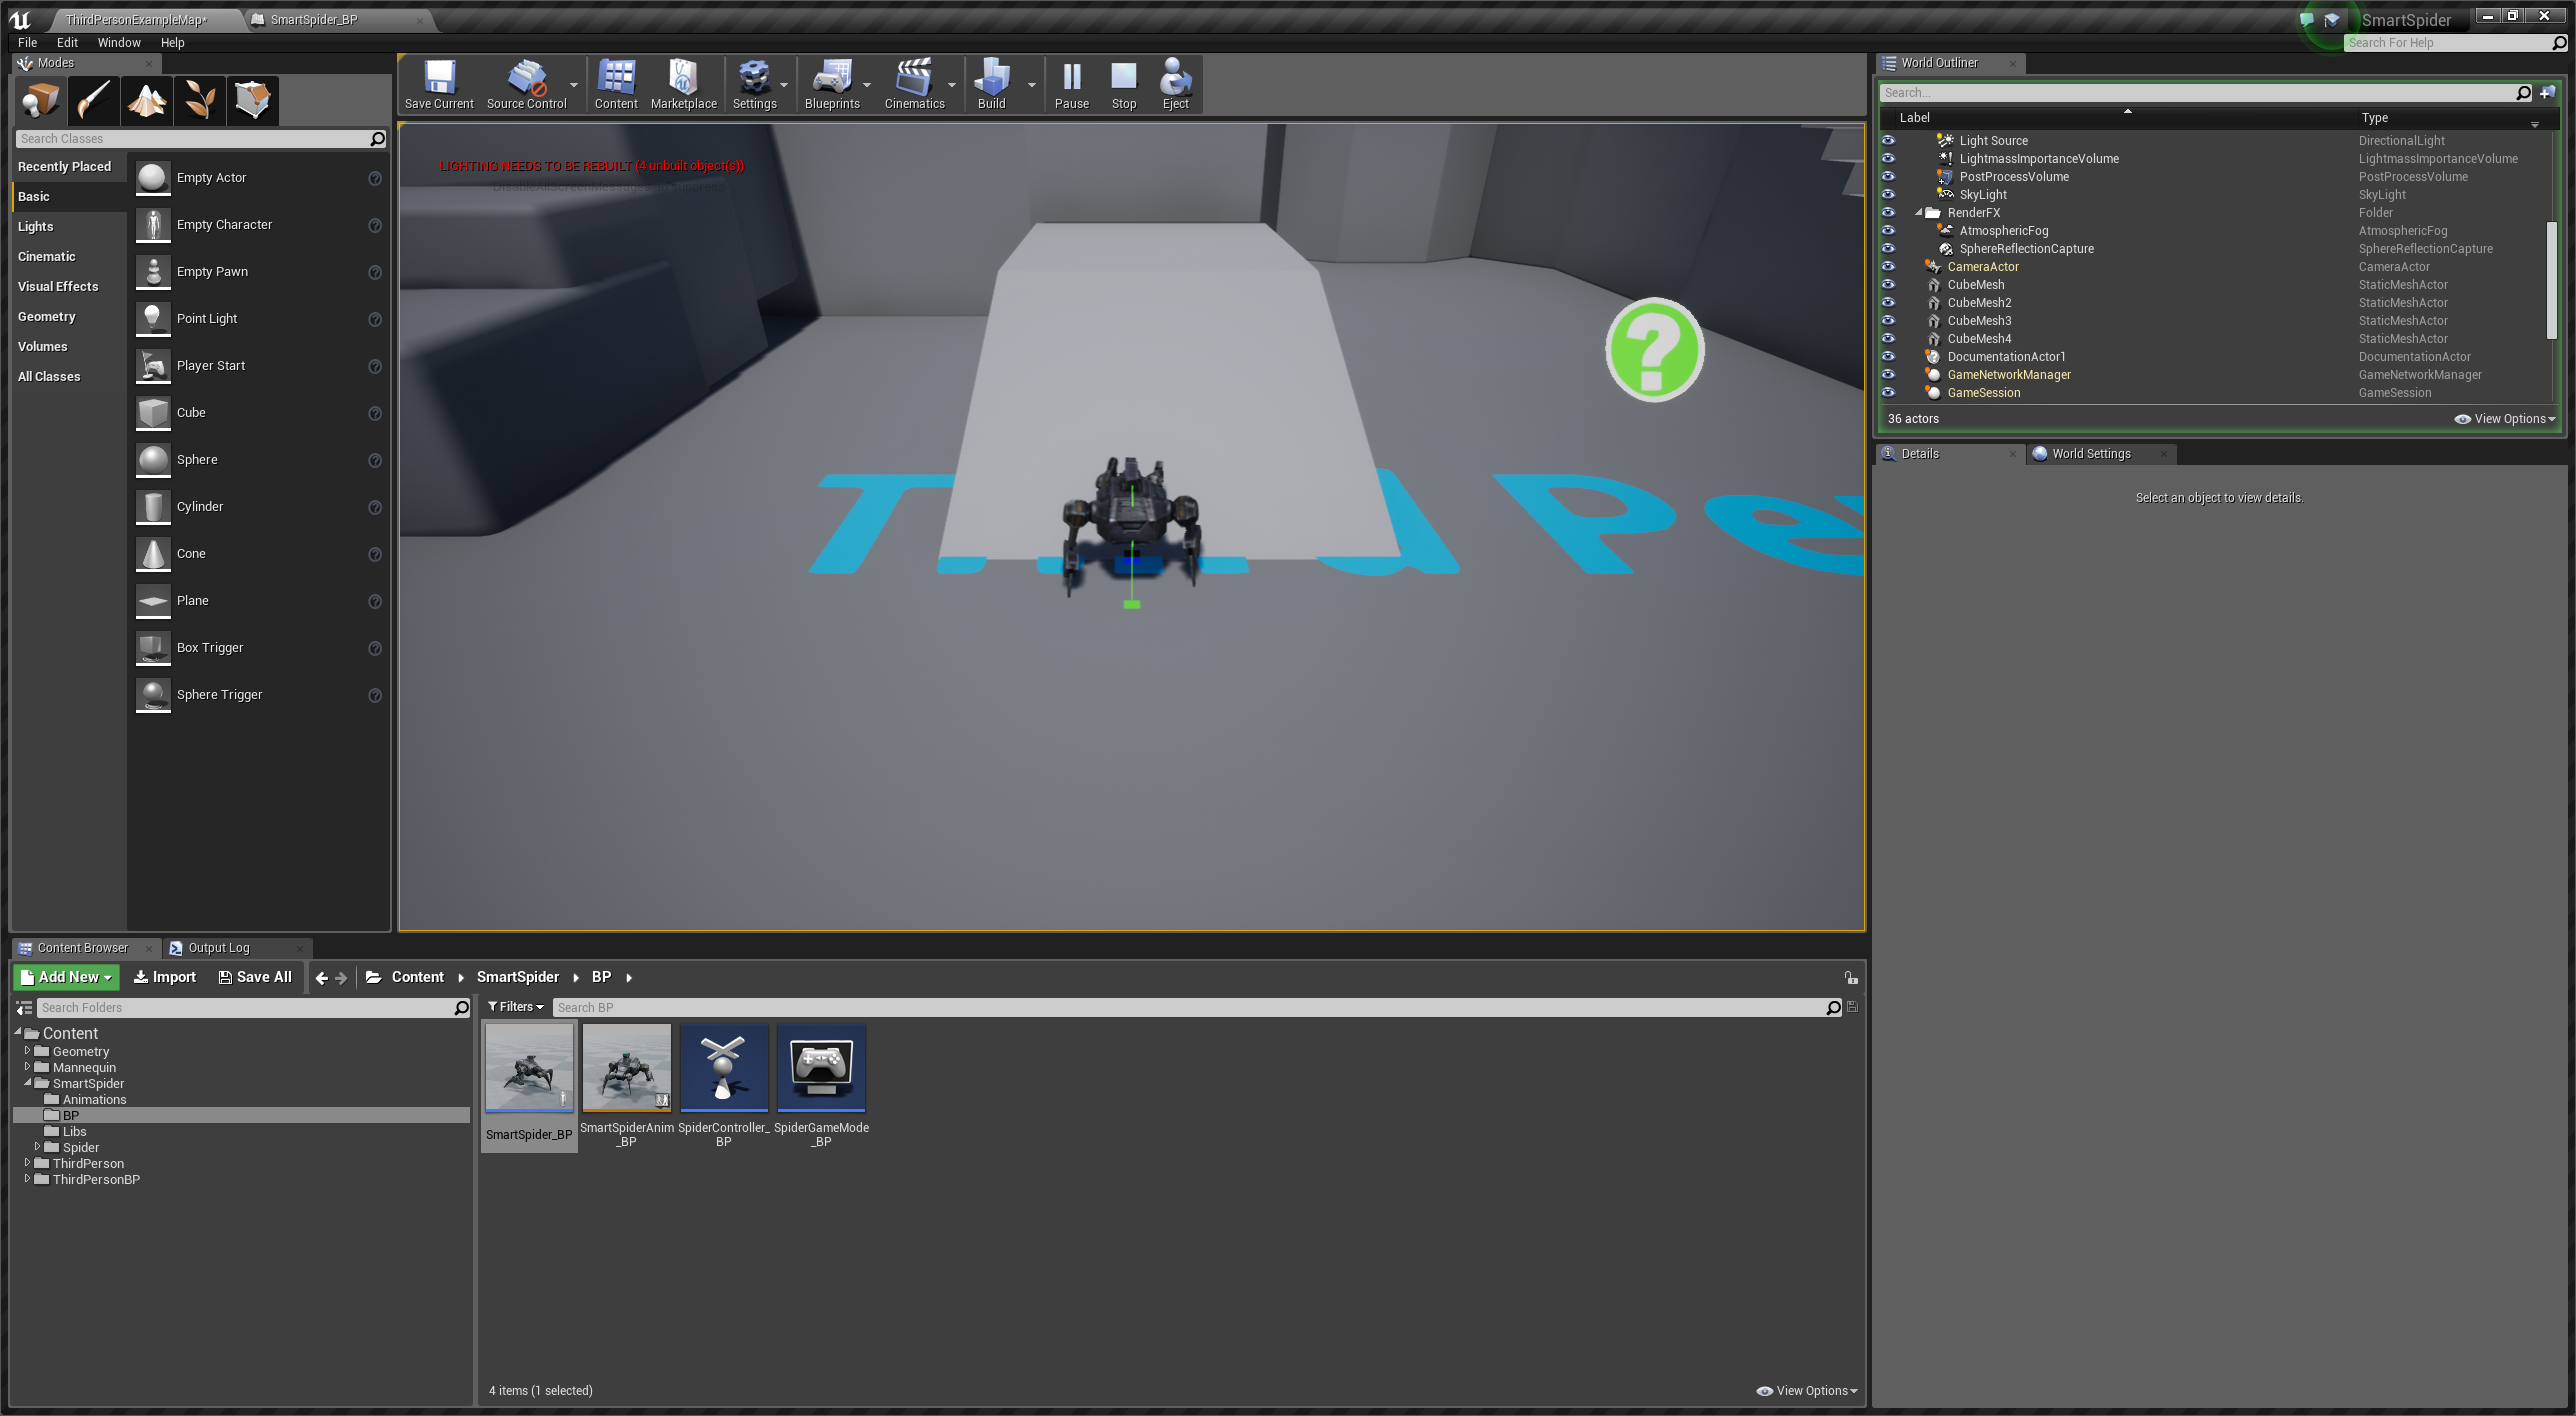 ThirdPersonExampleMap*
SmartSpider_BP
SmartSpider
File Edit Window Help
Search For Help
Modes
Search Classes
Recently Placed
Basic
Lights
Cinematic
Visual Effects
Geometry
Volumes
All Classes
Empty Actor
Empty Character
Empty Pawn
Point Light
Player Start
Cube
Sphere
Cylinder
Cone
Plane
Box Trigger
Sphere Trigger
Save Current
Source Control
Content
Marketplace
Settings
Blueprints
Cinematics
Build
Pause
Stop
Eject
LIGHTING NEEDS TO BE REBUILT (4 unbuilt object(s))
World Outliner
Search...
Label Type
Light Source DirectionalLight
LightmassImportanceVolume LightmassImportanceVolume
PostProcessVolume PostProcessVolume
SkyLight SkyLight
RenderFX Folder
AtmosphericFog AtmosphericFog
SphereReflectionCapture SphereReflectionCapture
CameraActor CameraActor
CubeMesh StaticMeshActor
CubeMesh2 StaticMeshActor
CubeMesh3 StaticMeshActor
CubeMesh4 StaticMeshActor
DocumentationActor1 DocumentationActor
GameNetworkManager GameNetworkManager
GameSession GameSession
36 actors
View Options
Details
World Settings
Select an object to view details.
Content Browser
Output Log
Add New
Import
Save All
Content
SmartSpider
BP
Search Folders
Content
Geometry
Mannequin
SmartSpider
Animations
BP
Libs
Spider
ThirdPerson
ThirdPersonBP
Filters
Search BP
SmartSpider_BP
SmartSpiderAnim
_BP
SpiderController_
BP
SpiderGameMode
_BP
4 items (1 selected)
View Options